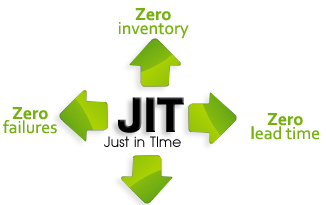 Zero
inventory
Zero
failures
JIT
Just in TIme
Zero
lead time